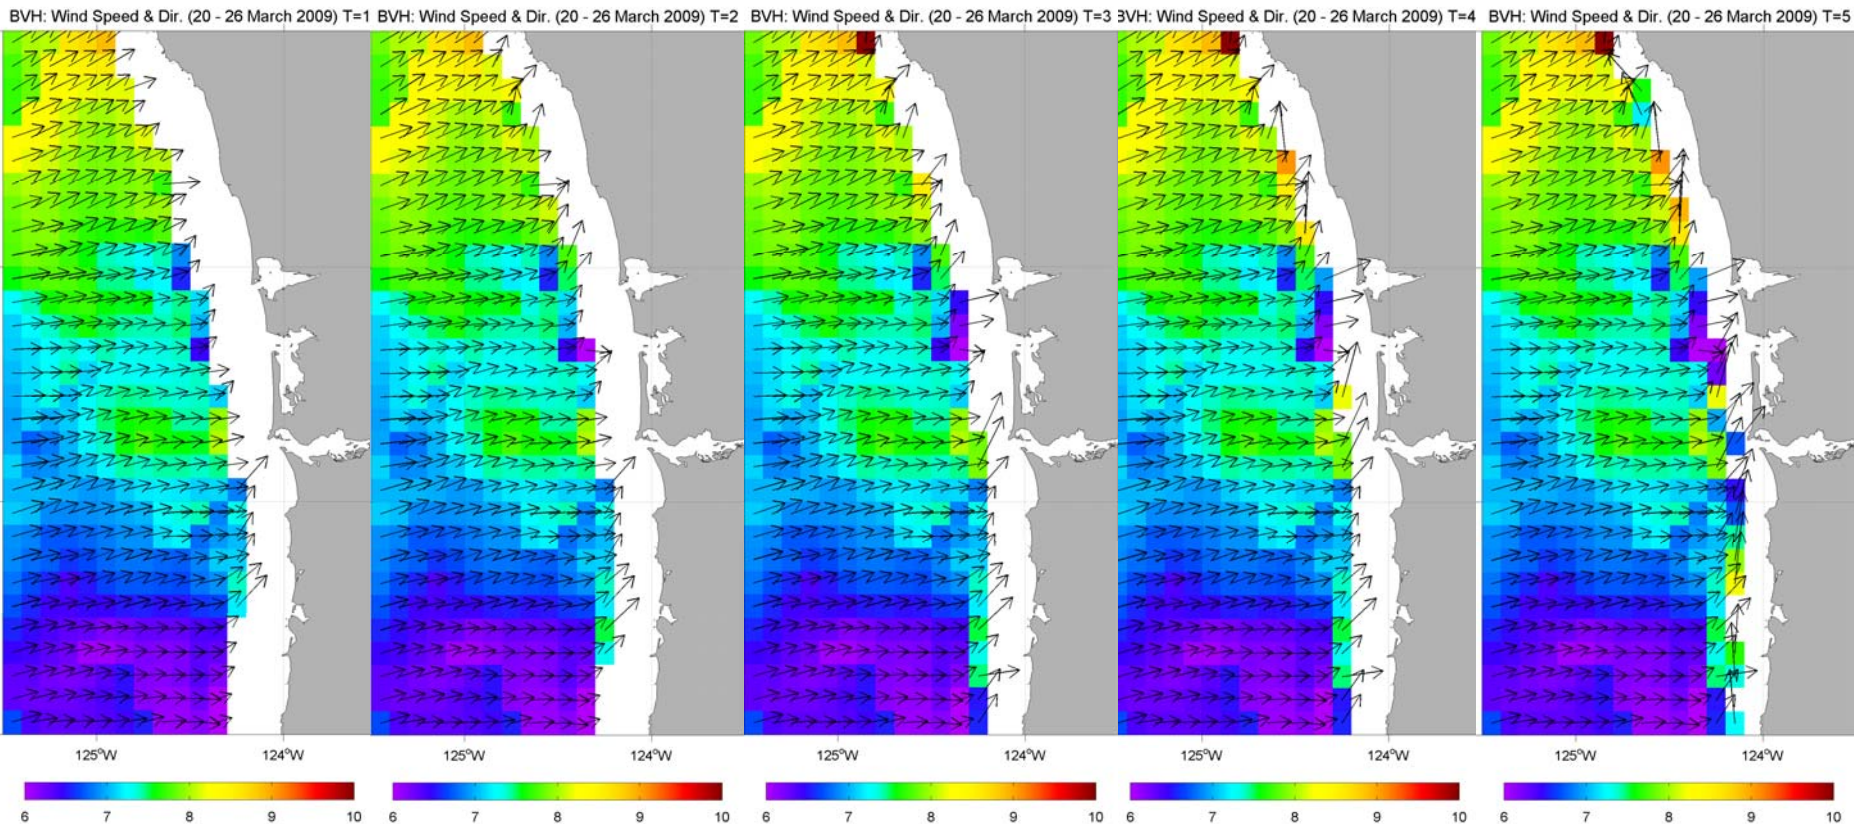 BVH: Wind Speed & Dir. (20 - 26 March 2009) T=1
BVH: Wind Speed & Dir. (20 - 26 March 2009) T=2
BVH: Wind Speed & Dir. (20 - 26 March 2009) T=3
BVH: Wind Speed & Dir. (20 - 26 March 2009) T=4
BVH: Wind Speed & Dir. (20 - 26 March 2009) T=5
125°W 124°W 125°W 124°W 125°W 124°W 125°W 124°W 125°W 124°W
6 7 8 9 10 6 7 8 9 10 6 7 8 9 10 6 7 8 9 10 6 7 8 9 10